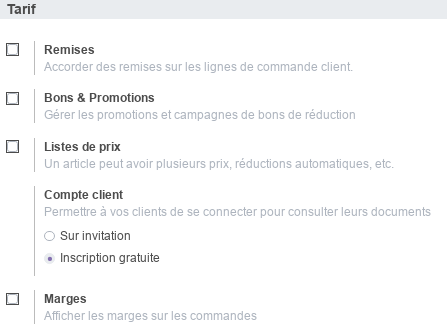 Tarif
Remises
Accorder des remises sur les lignes de commande client.
Bons & Promotions
Gérer les promotions et campagnes de bons de réduction
Listes de prix
Un article peut avoir plusieurs prix, réductions automatiques, etc.
Compte client
Permettre à vos clients de se connecter pour consulter leurs documents
Sur invitation
Inscription gratuite
Marges
Afficher les marges sur les commandes